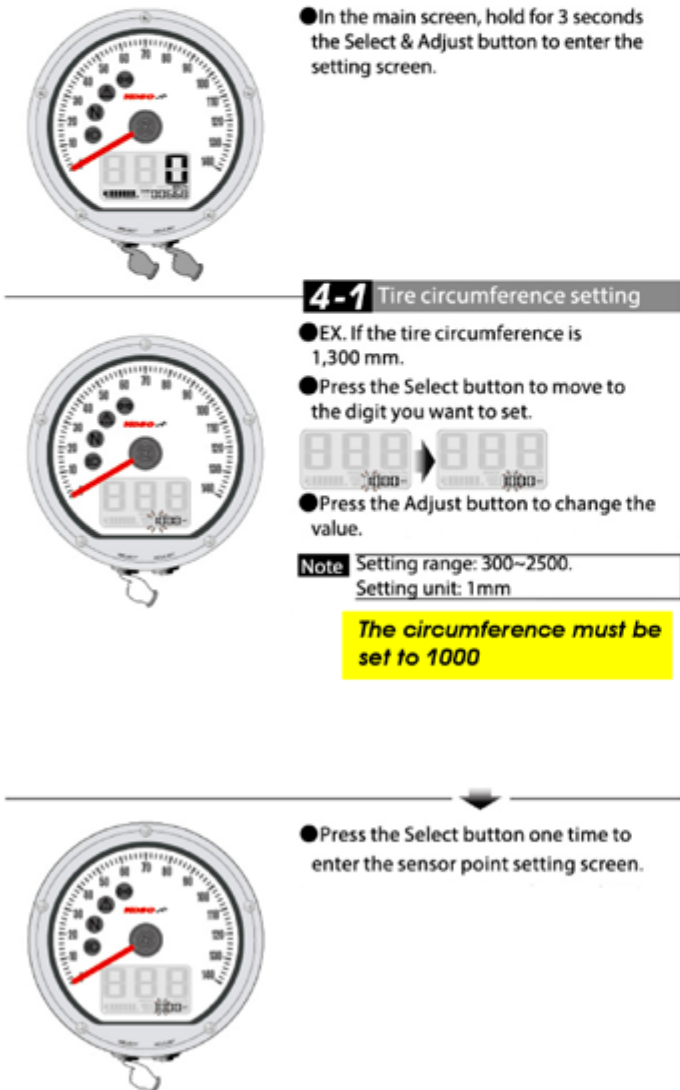 ●In the main screen, hold for 3 seconds
the Select & Adjust button to enter the
setting screen.
4-1 Tire circumference setting
●EX. If the tire circumference is
1,300 mm.
●Press the Select button to move to
the digit you want to set.
●Press the Adjust button to change the
value.
Note Setting range: 300~2500.
Setting unit: 1mm
The circumference must be
set to 1000
●Press the Select button one time to
enter the sensor point setting screen.